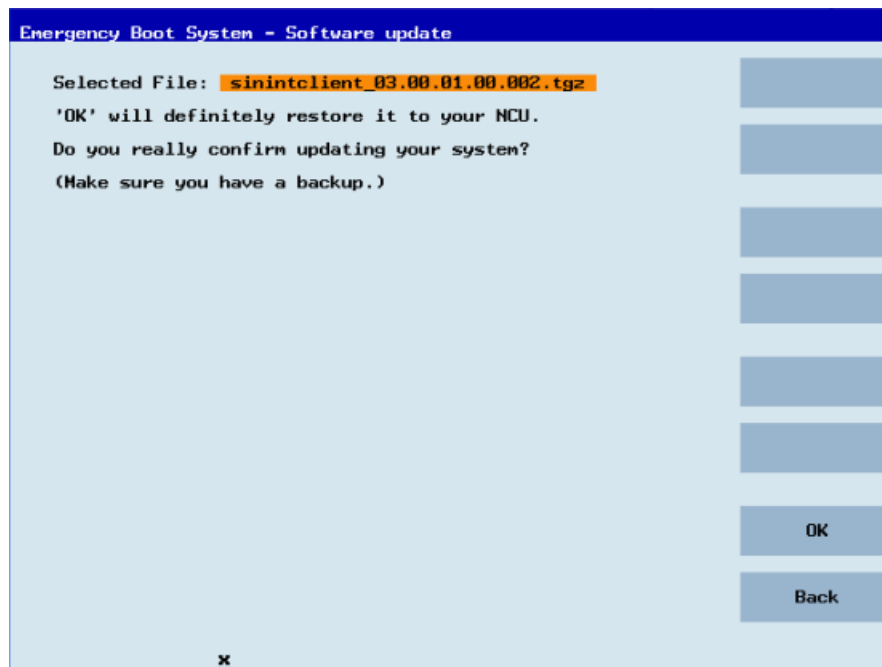 Emergency Boot System - Software update
Selected File: sinintclient_03.00.01.00.002.tgz
'OK' will definitely restore it to your NCU.
Do you really confirm updating your system?
(Make sure you have a backup.)
OK
Back
x